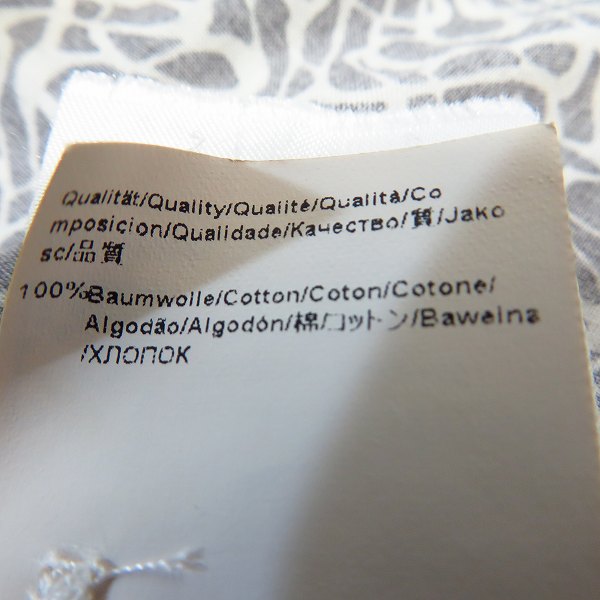 Qualität/Quality/Qualité/Qualità/Co
mposicion/Qualidade/Качество/質/Jako
sc/品質
100%Baumwolle/Cotton/Coton/Cotone/
Algodão/Algodón/棉/コットン/Bawelna
/ХЛОПОК